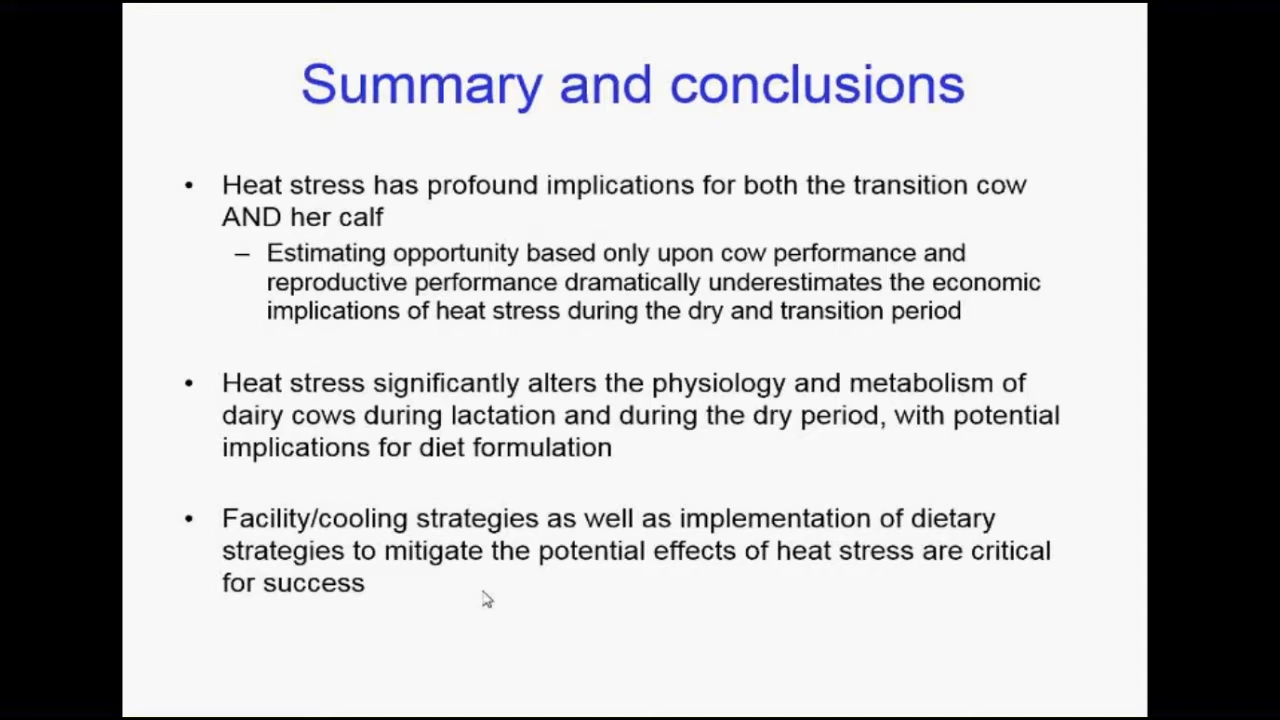 Summary and conclusions
• Heat stress has profound implications for both the transition cow
AND her calf
– Estimating opportunity based only upon cow performance and
reproductive performance dramatically underestimates the economic
implications of heat stress during the dry and transition period
• Heat stress significantly alters the physiology and metabolism of
dairy cows during lactation and during the dry period, with potential
implications for diet formulation
• Facility/cooling strategies as well as implementation of dietary
strategies to mitigate the potential effects of heat stress are critical
for success